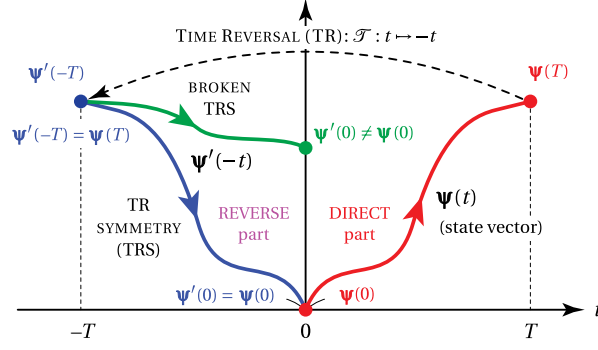 TIME REVERSAL (TR): 𝒯 : t ↦ −t
ψ′(−T)
ψ(T)
BROKEN
TRS
ψ′(−T) = ψ(T)
ψ′(0) ≠ ψ(0)
ψ′(−t)
TR
SYMMETRY
(TRS)
REVERSE
part
DIRECT
part
ψ(t)
(state vector)
ψ′(0) = ψ(0)
ψ(0)
−T
0
T
t